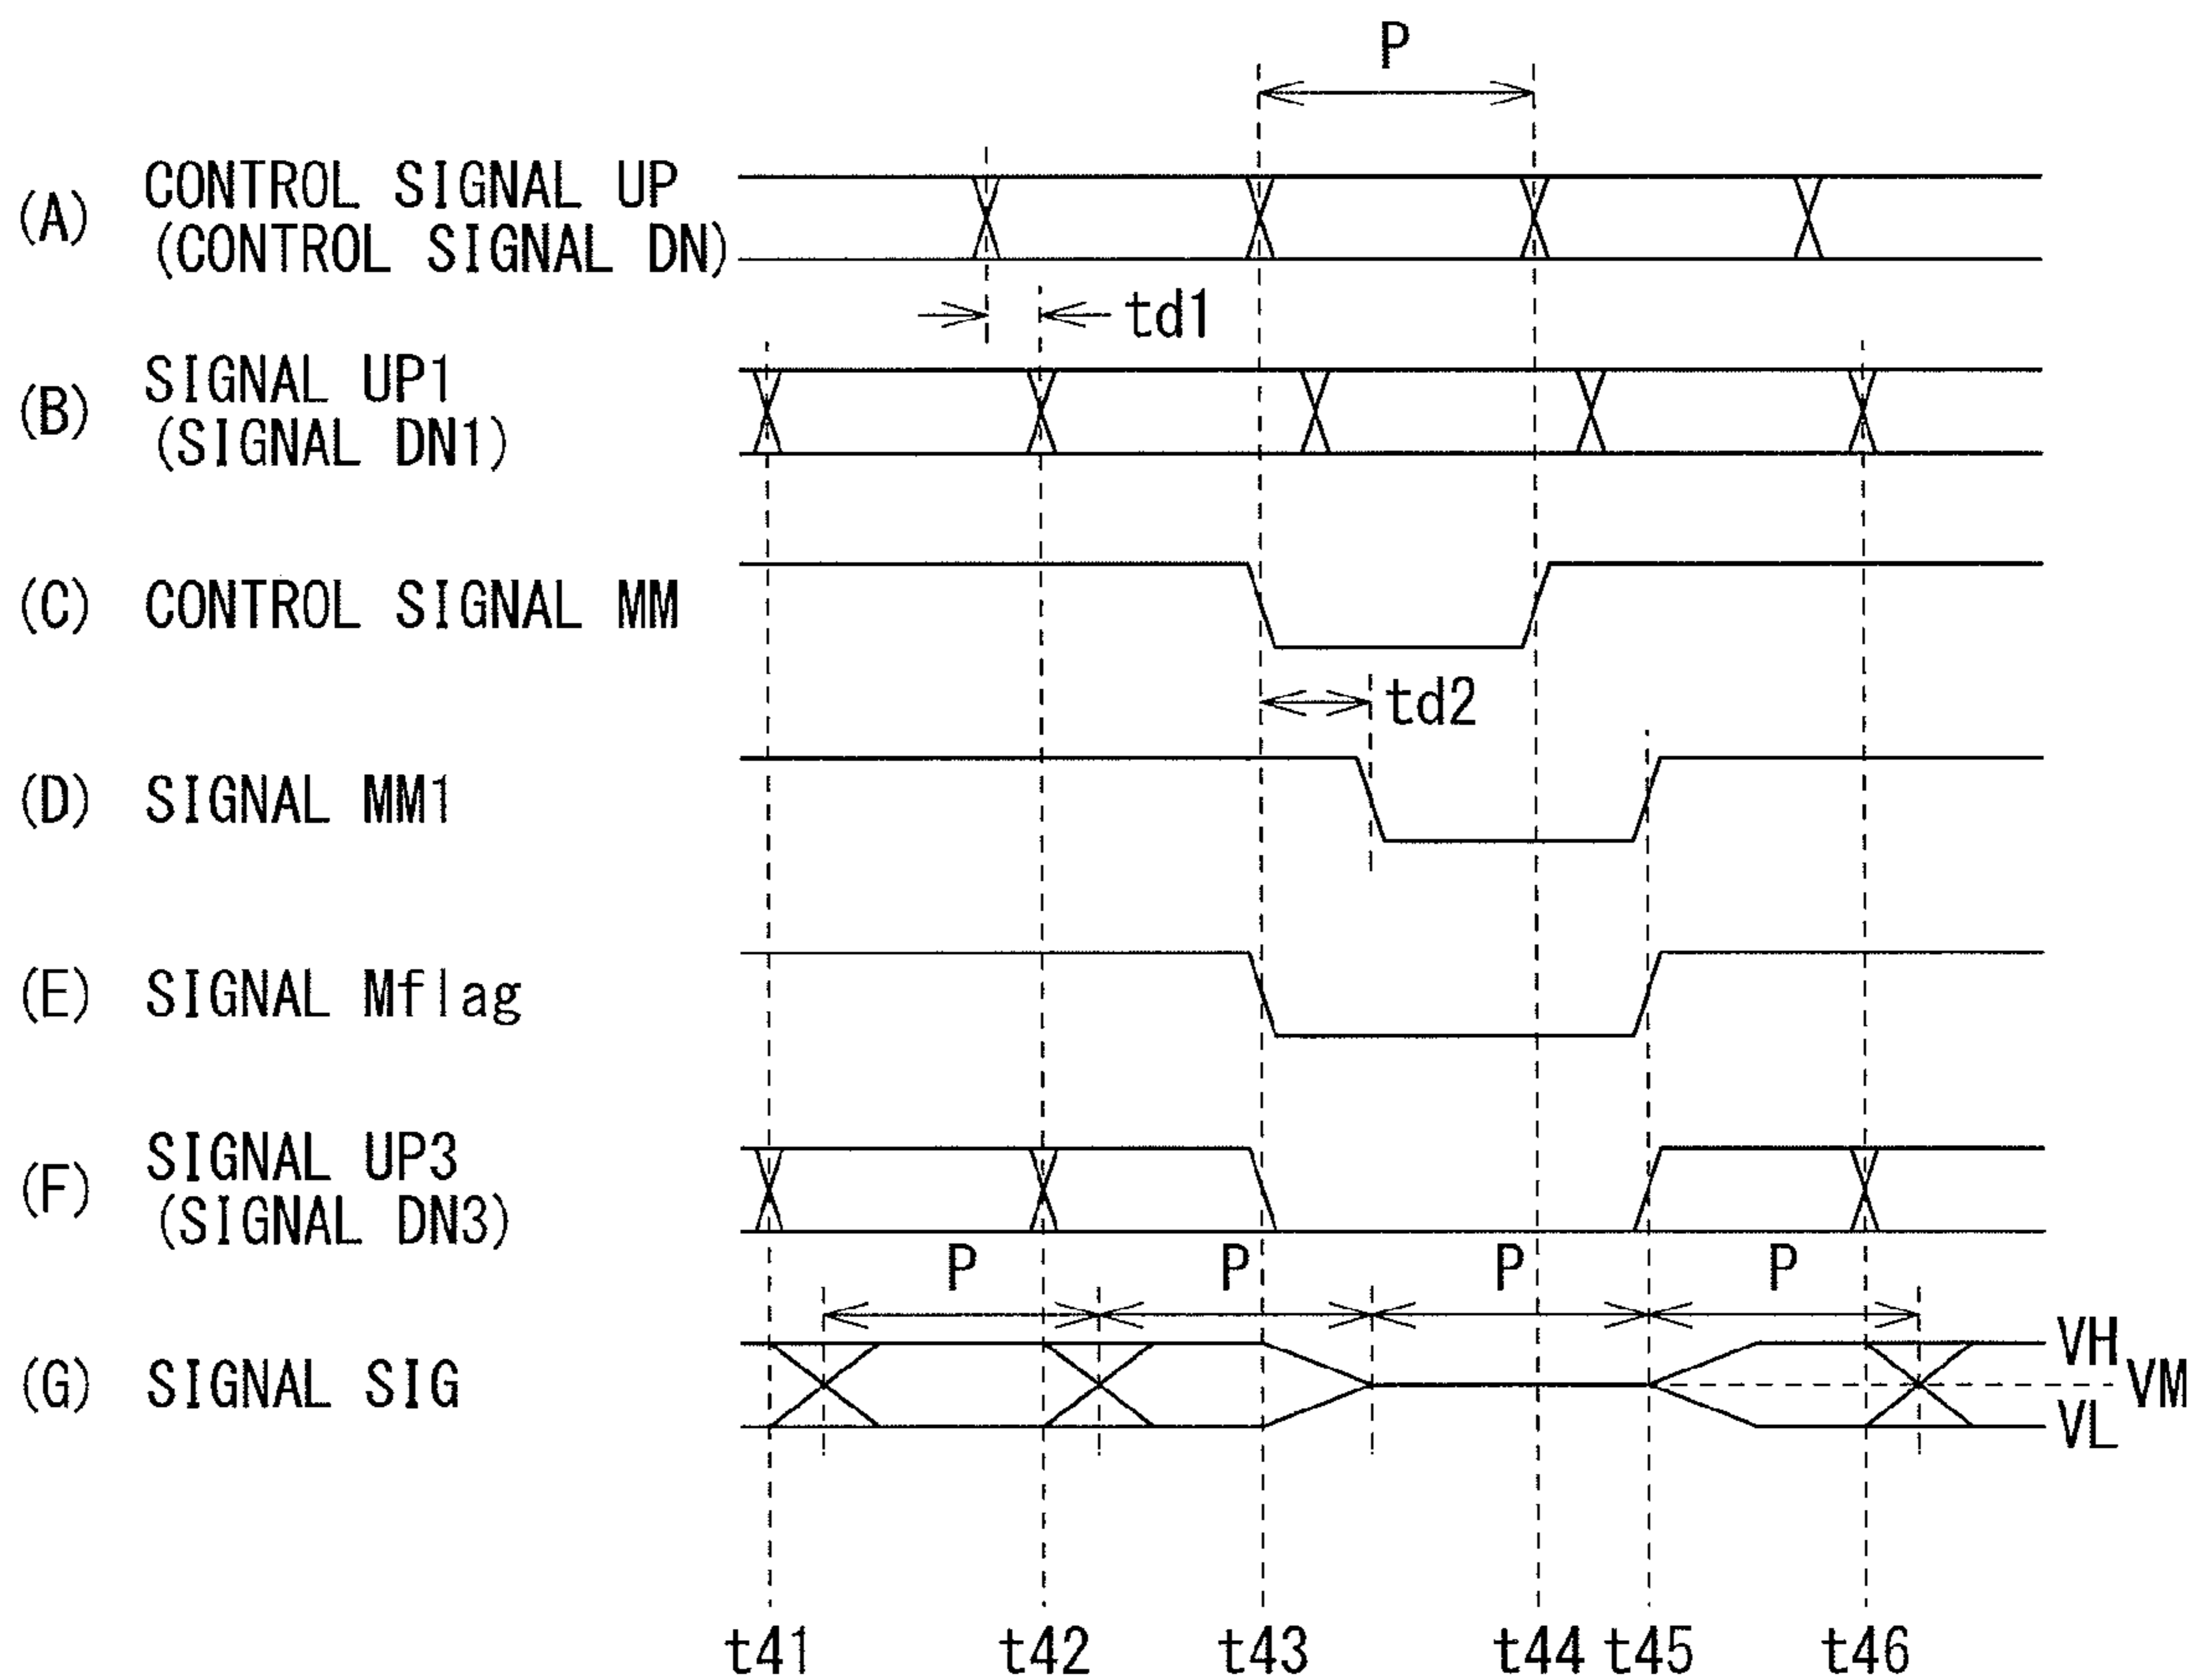 P
(A) CONTROL SIGNAL UP
(CONTROL SIGNAL DN)
td1
(B) SIGNAL UP1
(SIGNAL DN1)
(C) CONTROL SIGNAL MM
td2
(D) SIGNAL MM1
(E) SIGNAL Mflag
(F) SIGNAL UP3
(SIGNAL DN3)
P P P P
(G) SIGNAL SIG
VH
VM
VL
t41 t42 t43 t44 t45 t46